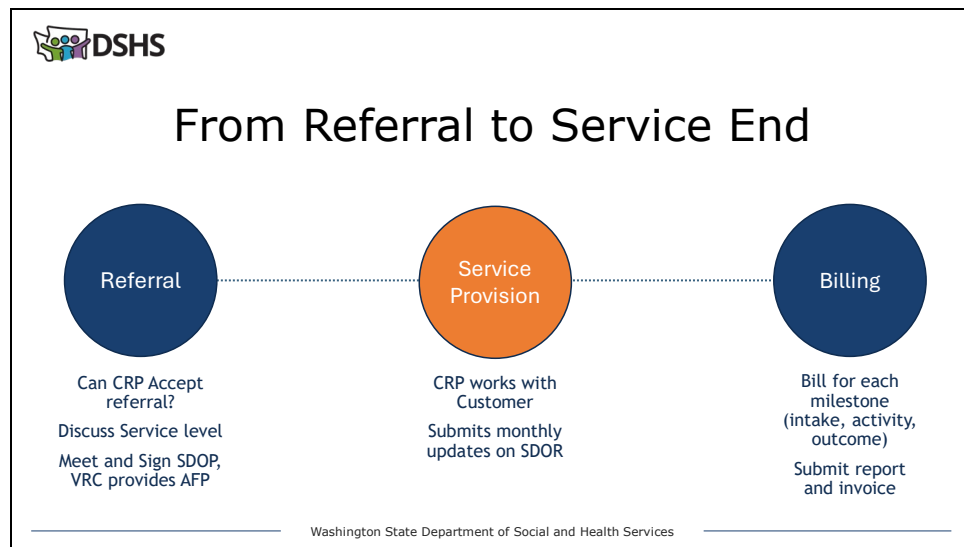 DSHS
From Referral to Service End
Referral
Can CRP Accept
referral?
Discuss Service level
Meet and Sign SDOP,
VRC provides AFP
Service
Provision
CRP works with
Customer
Submits monthly
updates on SDOR
Billing
Bill for each
milestone
(intake, activity,
outcome)
Submit report
and invoice
Washington State Department of Social and Health Services